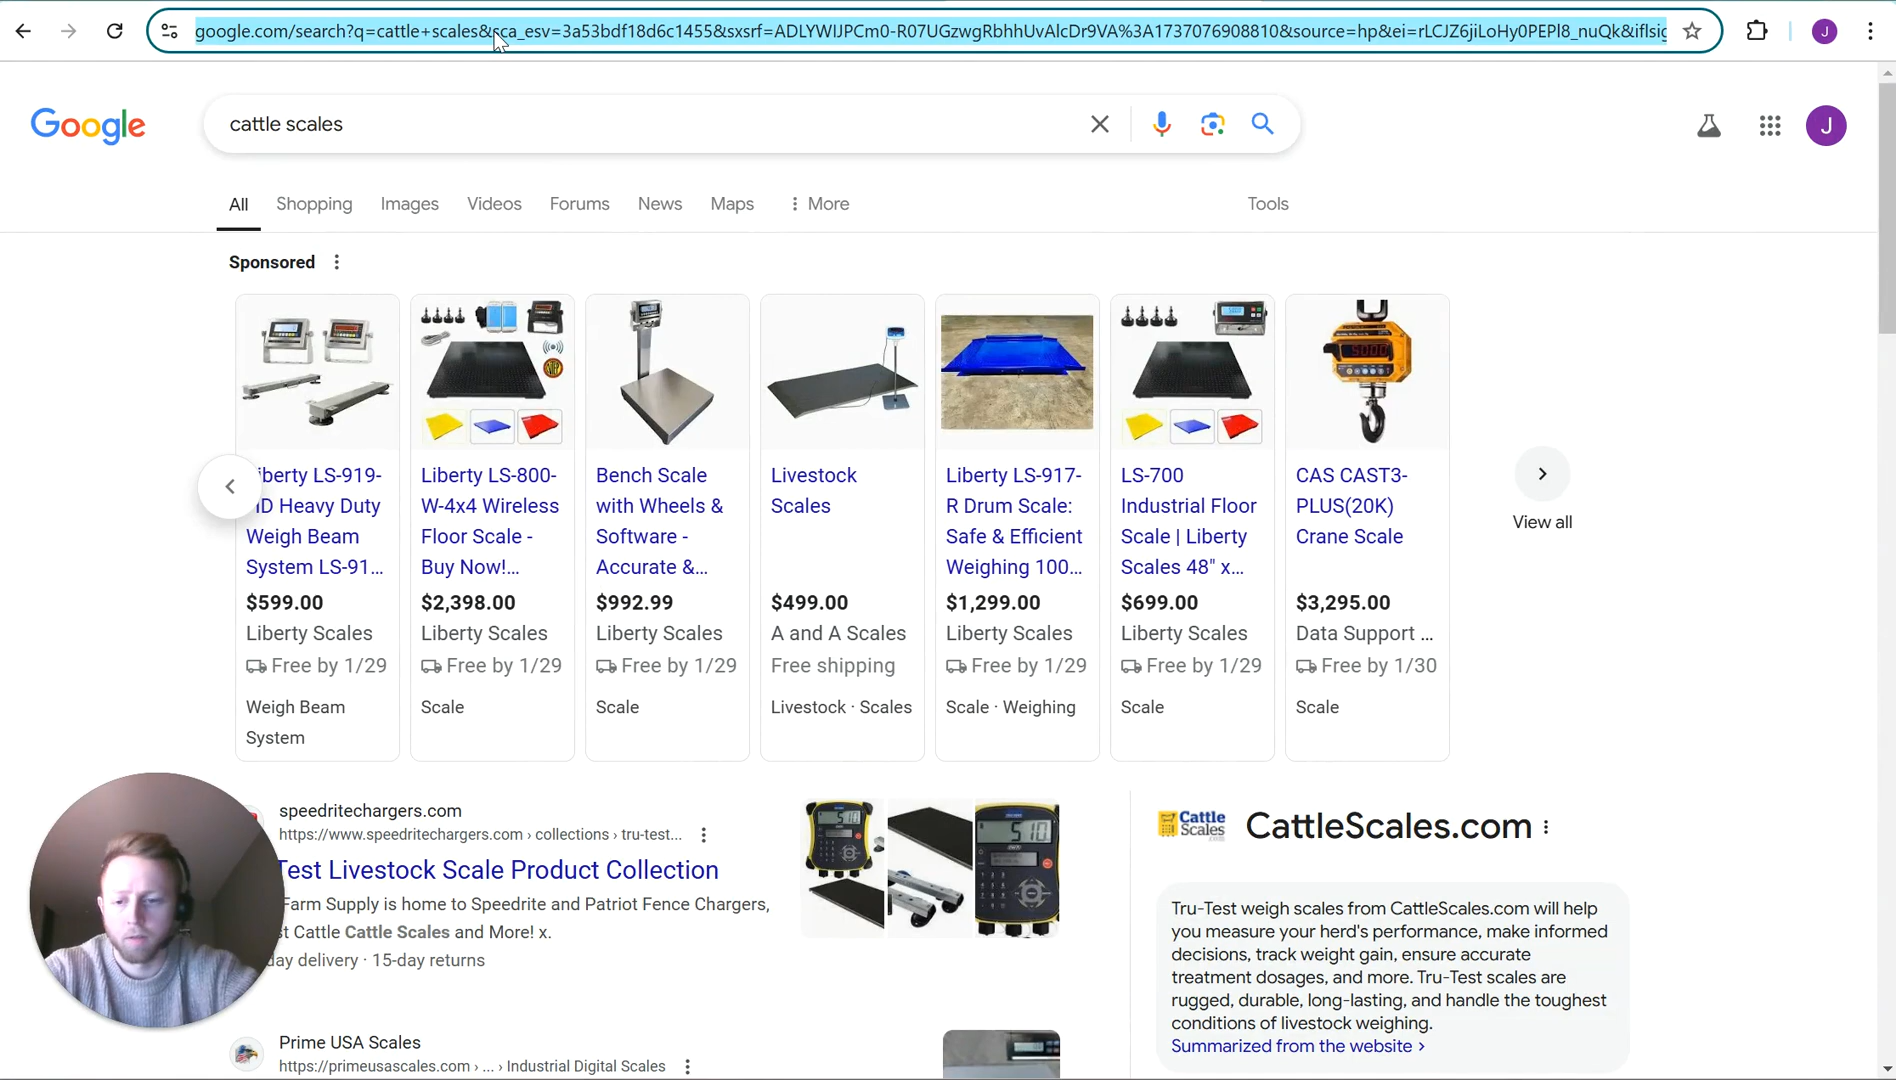 google.com/search?q=cattle+scales&sca_esv=3a53bdf18d6c1455&sxsrf=ADLYWIJPCm0-R07UGzwgRbhhUvAlcDr9VA%3A1737076908810&source=hp&ei=rLCJZ6jiLoHy0PEPl8_nuQk&iflsig
J
Google
cattle scales
J
All
Shopping
Images
Videos
Forums
News
Maps
More
Tools
Sponsored
iberty LS-919-
HD Heavy Duty
Weigh Beam
System LS-91...
$599.00
Liberty Scales
Free by 1/29
Weigh Beam
System
Liberty LS-800-
W-4x4 Wireless
Floor Scale -
Buy Now!...
$2,398.00
Liberty Scales
Free by 1/29
Scale
Bench Scale
with Wheels &
Software -
Accurate &...
$992.99
Liberty Scales
Free by 1/29
Scale
Livestock
Scales
$499.00
A and A Scales
Free shipping
Livestock · Scales
Liberty LS-917-
R Drum Scale:
Safe & Efficient
Weighing 100...
$1,299.00
Liberty Scales
Free by 1/29
Scale · Weighing
LS-700
Industrial Floor
Scale | Liberty
Scales 48" x...
$699.00
Liberty Scales
Free by 1/29
Scale
CAS CAST3-
PLUS(20K)
Crane Scale
$3,295.00
Data Support ...
Free by 1/30
Scale
View all
speedritechargers.com
https://www.speedritechargers.com › collections › tru-test...
Test Livestock Scale Product Collection
Farm Supply is home to Speedrite and Patriot Fence Chargers,
t Cattle Cattle Scales and More! x.
day delivery · 15-day returns
510
510
Prime USA Scales
https://primeusascales.com › ... › Industrial Digital Scales
Cattle
Scales
CattleScales.com
Tru-Test weigh scales from CattleScales.com will help
you measure your herd's performance, make informed
decisions, track weight gain, ensure accurate
treatment dosages, and more. Tru-Test scales are
rugged, durable, long-lasting, and handle the toughest
conditions of livestock weighing.
Summarized from the website ›